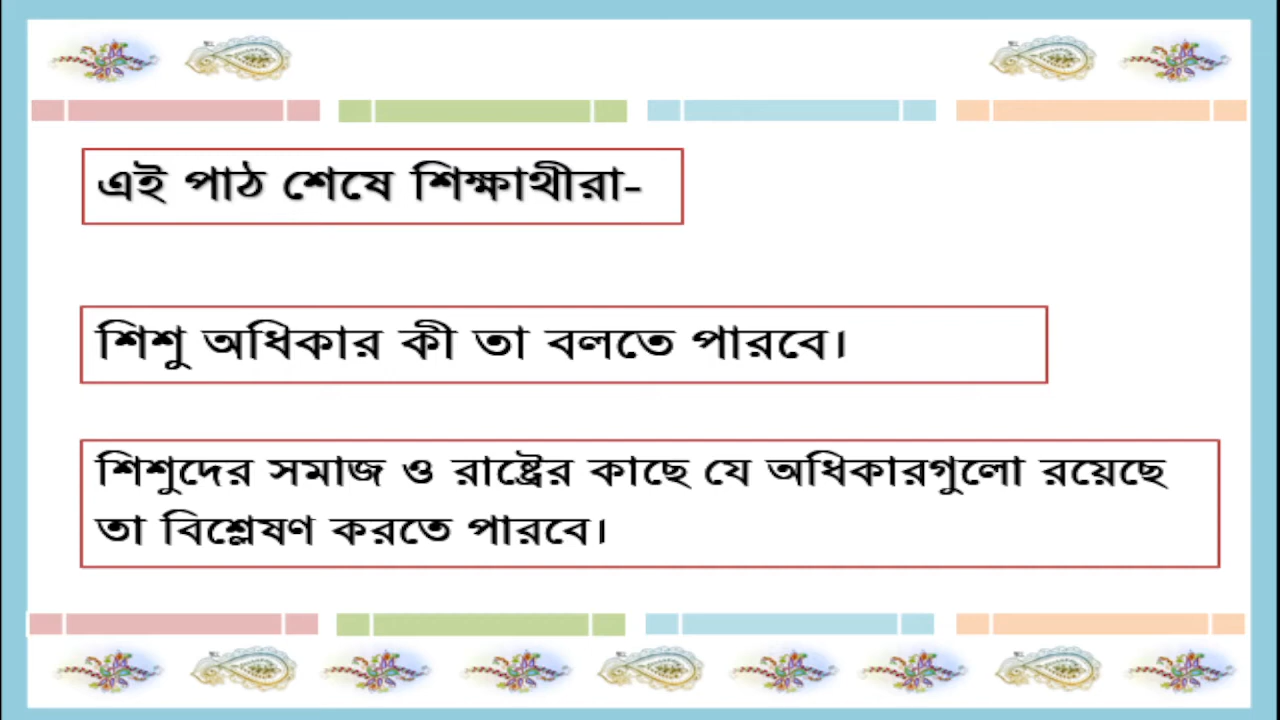 এই পাঠ শেষে শিক্ষাথীরা-
শিশু অধিকার কী তা বলতে পারবে।
শিশুদের সমাজ ও রাষ্ট্রের কাছে যে অধিকারগুলো রয়েছে
তা বিশ্লেষণ করতে পারবে।